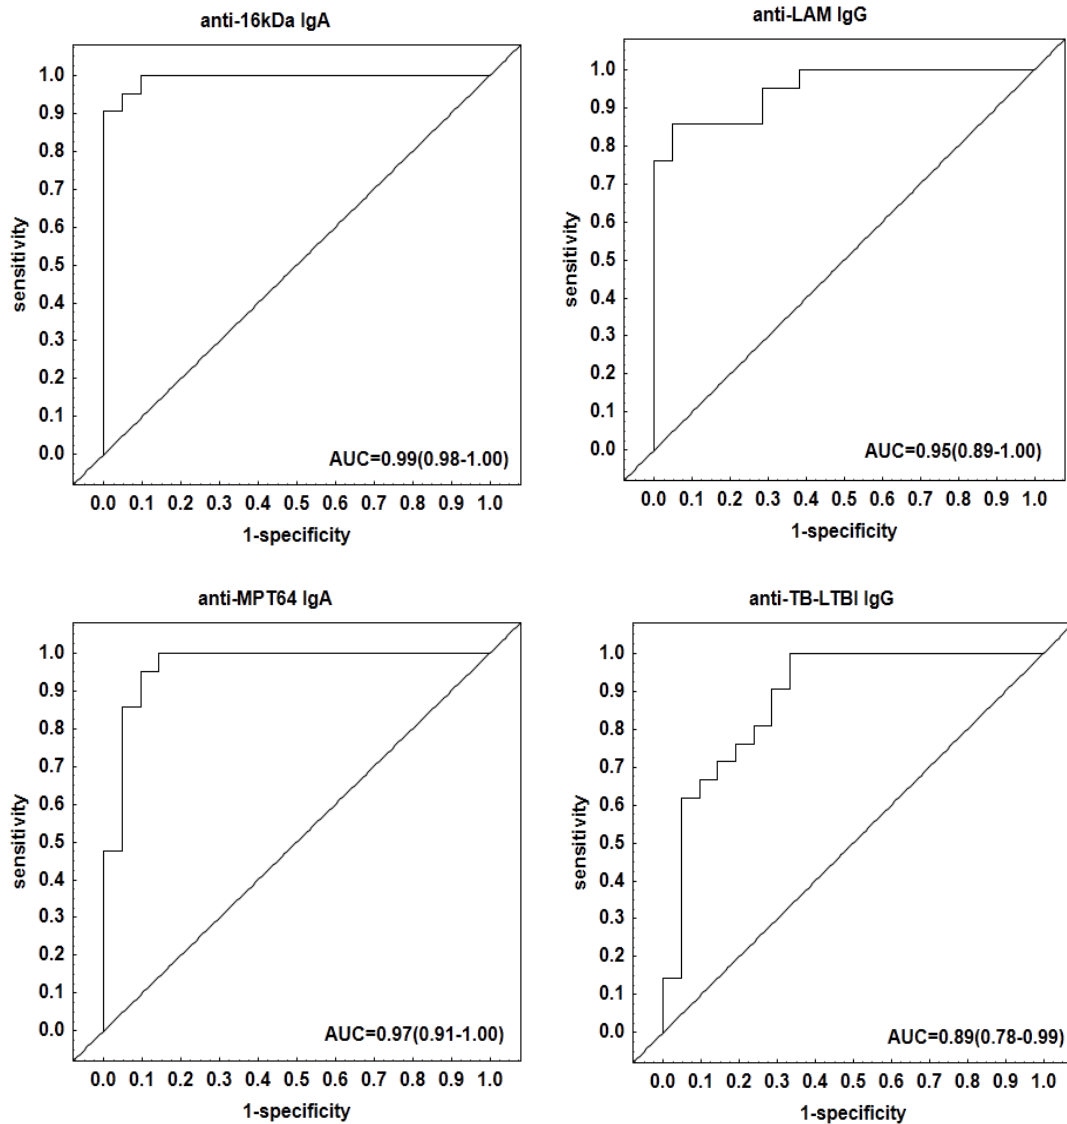 anti-16kDa IgA
sensitivity
1.0
0.9
0.8
0.7
0.6
0.5
0.4
0.3
0.2
0.1
0.0
AUC=0.99(0.98-1.00)
0.0 0.1 0.2 0.3 0.4 0.5 0.6 0.7 0.8 0.9 1.0
1-specificity
anti-LAM IgG
sensitivity
1.0
0.9
0.8
0.7
0.6
0.5
0.4
0.3
0.2
0.1
0.0
AUC=0.95(0.89-1.00)
0.0 0.1 0.2 0.3 0.4 0.5 0.6 0.7 0.8 0.9 1.0
1-specificity
anti-MPT64 IgA
sensitivity
1.0
0.9
0.8
0.7
0.6
0.5
0.4
0.3
0.2
0.1
0.0
AUC=0.97(0.91-1.00)
0.0 0.1 0.2 0.3 0.4 0.5 0.6 0.7 0.8 0.9 1.0
1-specificity
anti-TB-LTBI IgG
sensitivity
1.0
0.9
0.8
0.7
0.6
0.5
0.4
0.3
0.2
0.1
0.0
AUC=0.89(0.78-0.99)
0.0 0.1 0.2 0.3 0.4 0.5 0.6 0.7 0.8 0.9 1.0
1-specificity